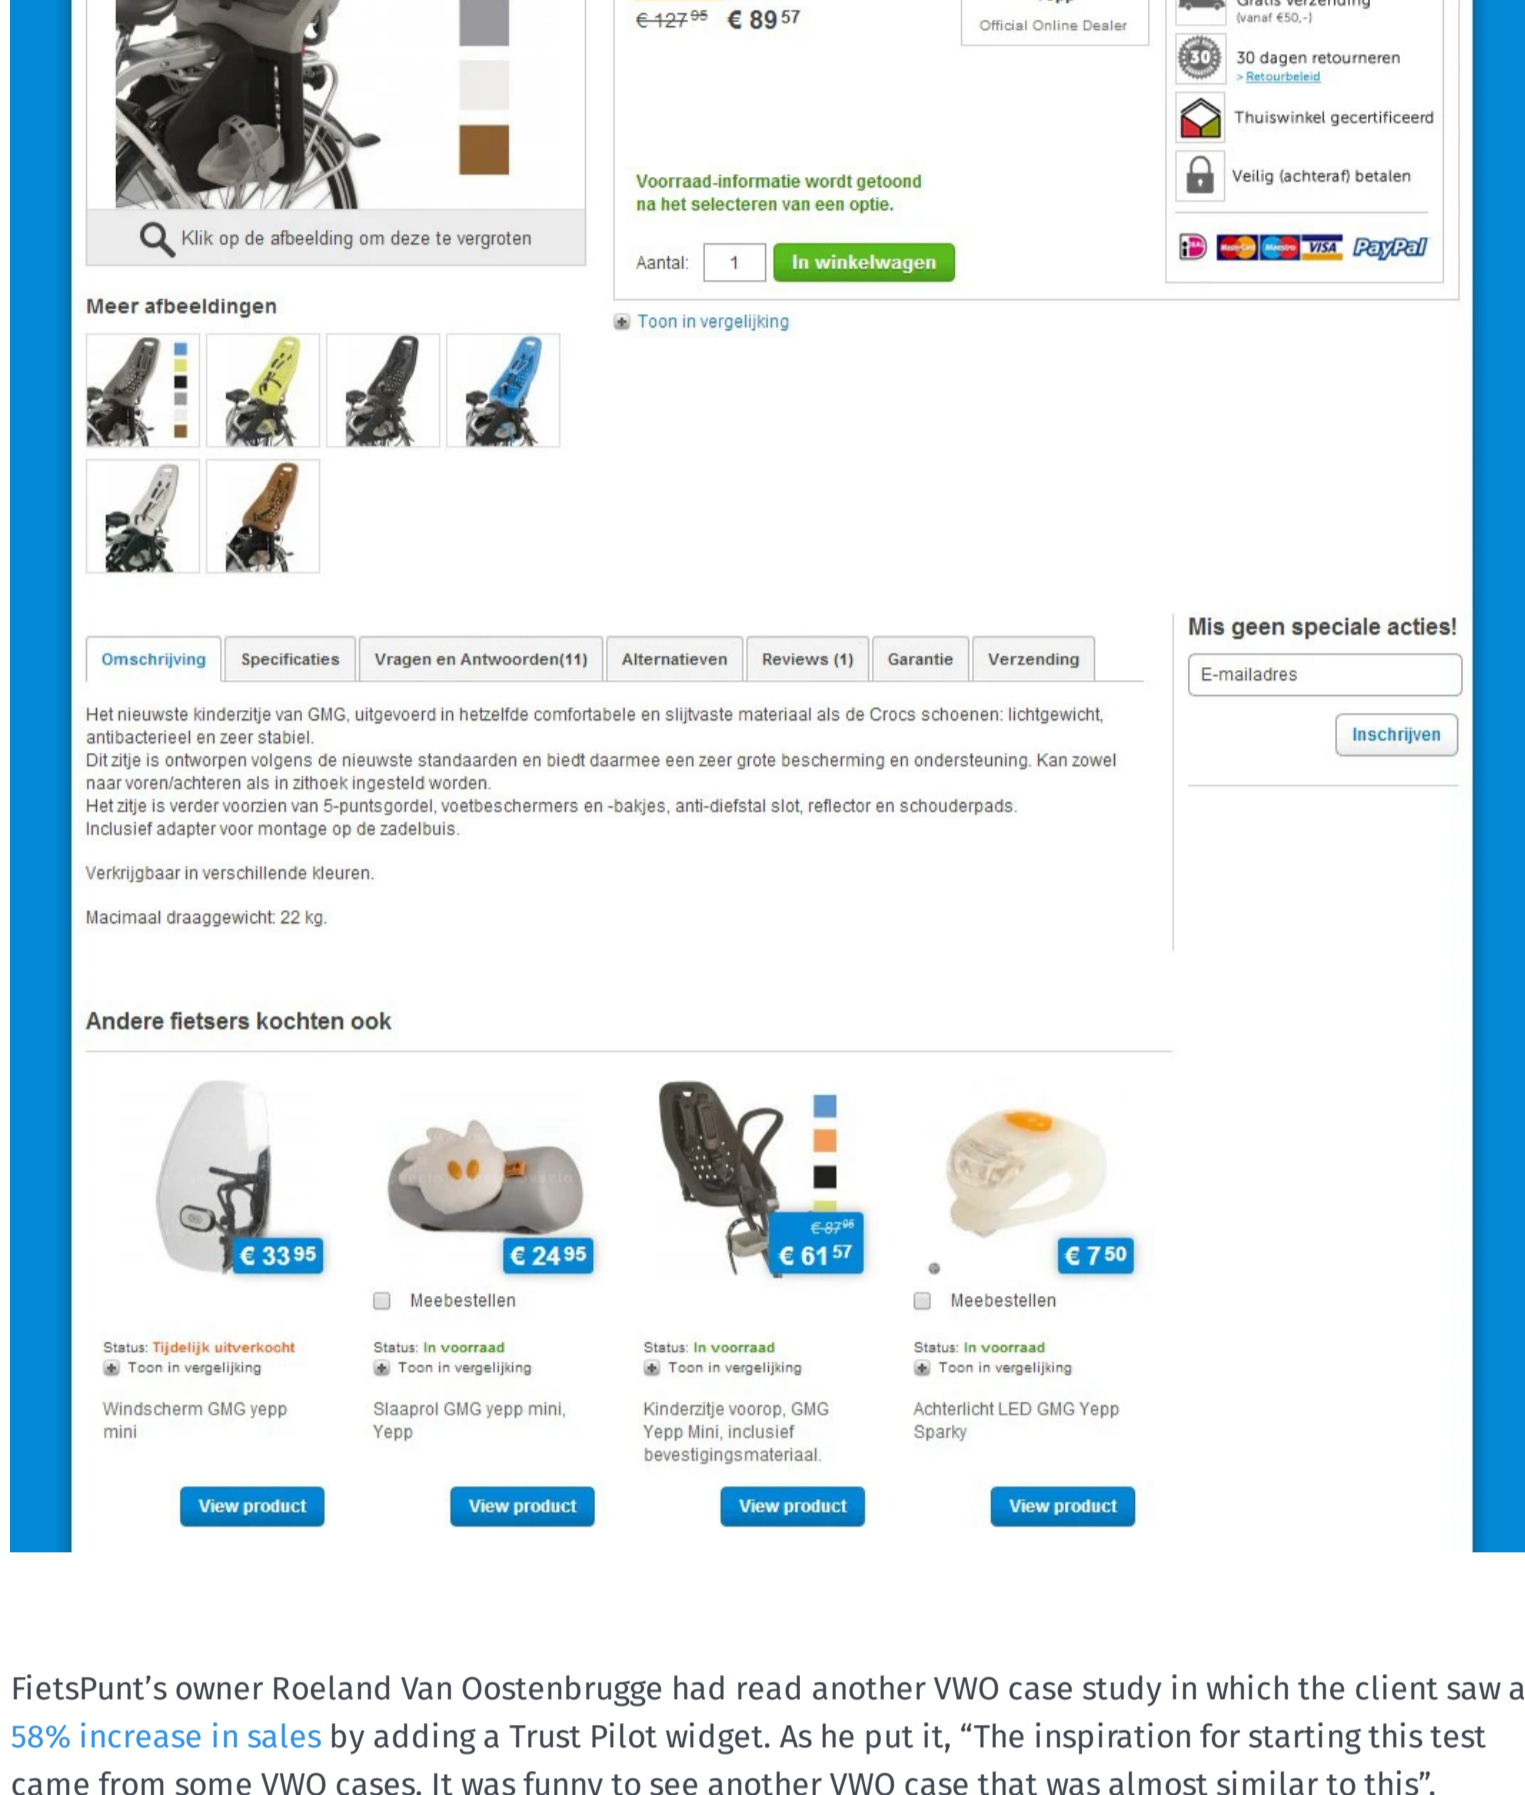 € 127 95 € 89 57
Official Online Dealer
(vanaf €50,-)
30 dagen retourneren
> Retourbeleid
Thuiswinkel gecertificeerd
Veilig (achteraf) betalen
iDEAL MasterCard Maestro VISA PayPal
Voorraad-informatie wordt getoond
na het selecteren van een optie.
Aantal: 1 In winkelwagen
Toon in vergelijking
Klik op de afbeelding om deze te vergroten
Meer afbeeldingen
Mis geen speciale acties!
E-mailadres
Inschrijven
Omschrijving Specificaties Vragen en Antwoorden(11) Alternatieven Reviews (1) Garantie Verzending
Het nieuwste kinderzitje van GMG, uitgevoerd in hetzelfde comfortabele en slijtvaste materiaal als de Crocs schoenen: lichtgewicht,
antibacterieel en zeer stabiel.
Dit zitje is ontworpen volgens de nieuwste standaarden en biedt daarmee een zeer grote bescherming en ondersteuning. Kan zowel
naar voren/achteren als in zithoek ingesteld worden.
Het zitje is verder voorzien van 5-puntsgordel, voetbeschermers en -bakjes, anti-diefstal slot, reflector en schouderpads.
Inclusief adapter voor montage op de zadelbuis.
Verkrijgbaar in verschillende kleuren.
Macimaal draaggewicht: 22 kg.
Andere fietsers kochten ook
€ 33 95
Status: Tijdelijk uitverkocht
Toon in vergelijking
Windscherm GMG yepp
mini
View product
€ 24 95
Meebestellen
Status: In voorraad
Toon in vergelijking
Slaaprol GMG yepp mini,
Yepp
View product
€ 87 95
€ 61 57
Status: In voorraad
Toon in vergelijking
Kinderzitje voorop, GMG
Yepp Mini, inclusief
bevestigingsmateriaal.
View product
€ 7 50
Meebestellen
Status: In voorraad
Toon in vergelijking
Achterlicht LED GMG Yepp
Sparky
View product
FietsPunt’s owner Roeland Van Oostenbrugge had read another VWO case study in which the client saw a
58% increase in sales by adding a Trust Pilot widget. As he put it, “The inspiration for starting this test
came from some VWO cases. It was funny to see another VWO case that was almost similar to this”.